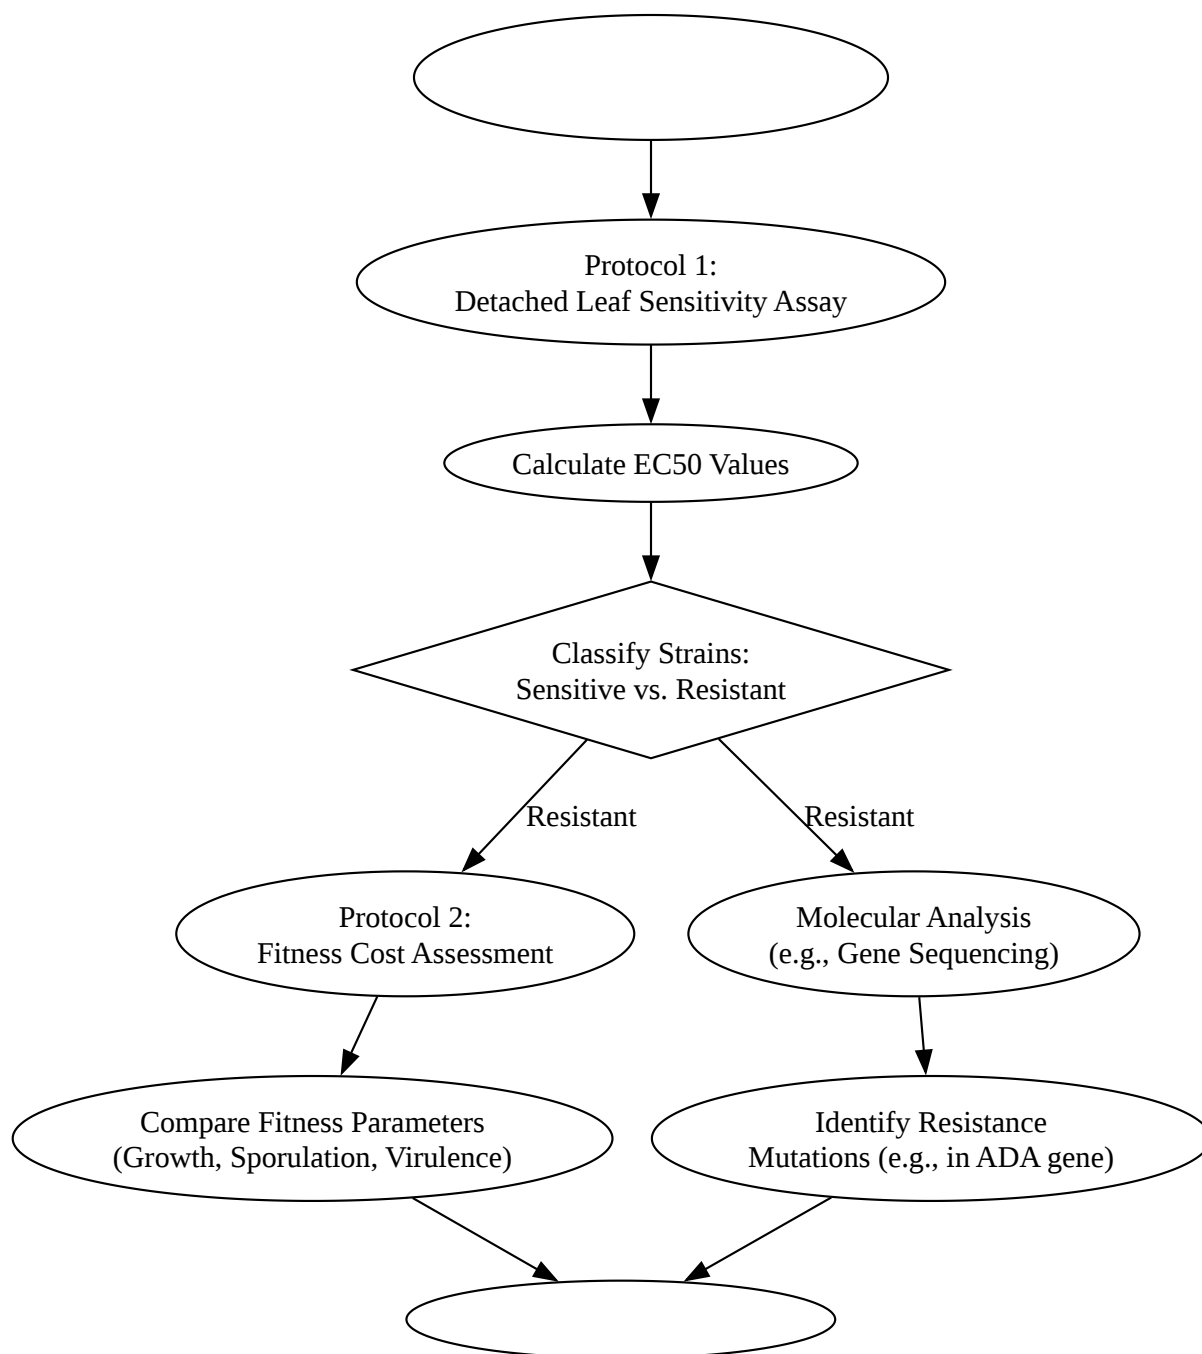 Protocol 1:
Detached Leaf Sensitivity Assay
Calculate EC50 Values
Classify Strains:
Sensitive vs. Resistant
Resistant
Resistant
Protocol 2:
Fitness Cost Assessment
Molecular Analysis
(e.g., Gene Sequencing)
Compare Fitness Parameters
(Growth, Sporulation, Virulence)
Identify Resistance
Mutations (e.g., in ADA gene)